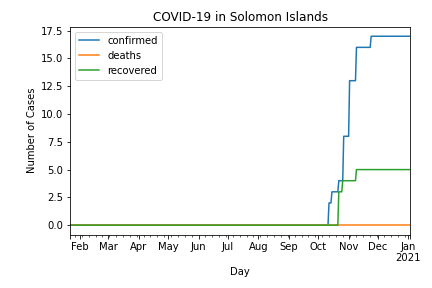 COVID-19 in Solomon Islands
confirmed
deaths
recovered
Number of Cases
17.5
15.0
12.5
10.0
7.5
5.0
2.5
0.0
Feb Mar Apr May Jun Jul Aug Sep Oct Nov Dec Jan
2021
Day